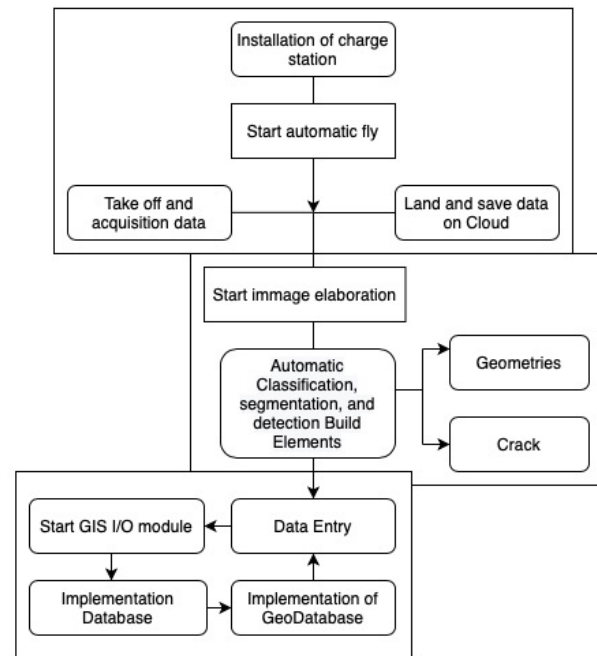 Installation of charge
station
Start automatic fly
Take off and
acquisition data
Land and save data
on Cloud
Start immage elaboration
Automatic
Classification,
segmentation, and
detection Build
Elements
Geometries
Crack
Start GIS I/O module
Data Entry
Implementation
Database
Implementation of
GeoDatabase